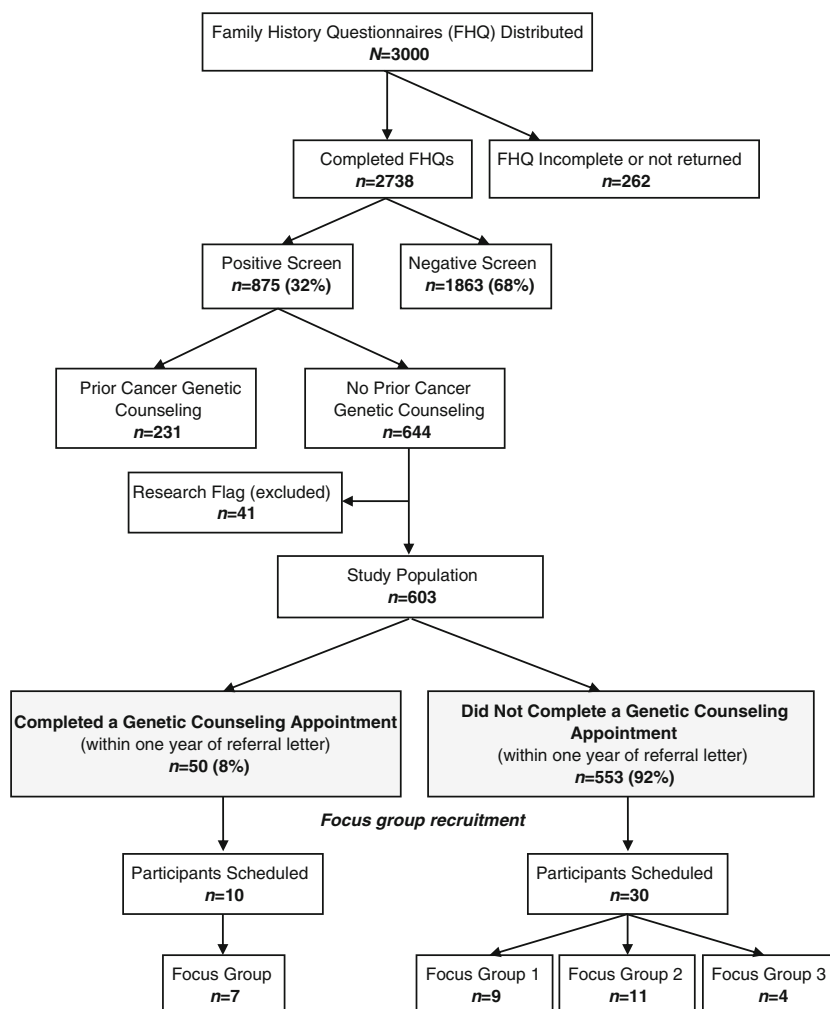 Family History Questionnaires (FHQ) Distributed
N=3000
Completed FHQs
n=2738
FHQ Incomplete or not returned
n=262
Positive Screen
n=875 (32%)
Negative Screen
n=1863 (68%)
Prior Cancer Genetic
Counseling
n=231
No Prior Cancer
Genetic Counseling
n=644
Research Flag (excluded)
n=41
Study Population
n=603
Completed a Genetic Counseling Appointment
(within one year of referral letter)
n=50 (8%)
Did Not Complete a Genetic Counseling
Appointment
(within one year of referral letter)
n=553 (92%)
Focus group recruitment
Participants Scheduled
n=10
Participants Scheduled
n=30
Focus Group
n=7
Focus Group 1
n=9
Focus Group 2
n=11
Focus Group 3
n=4